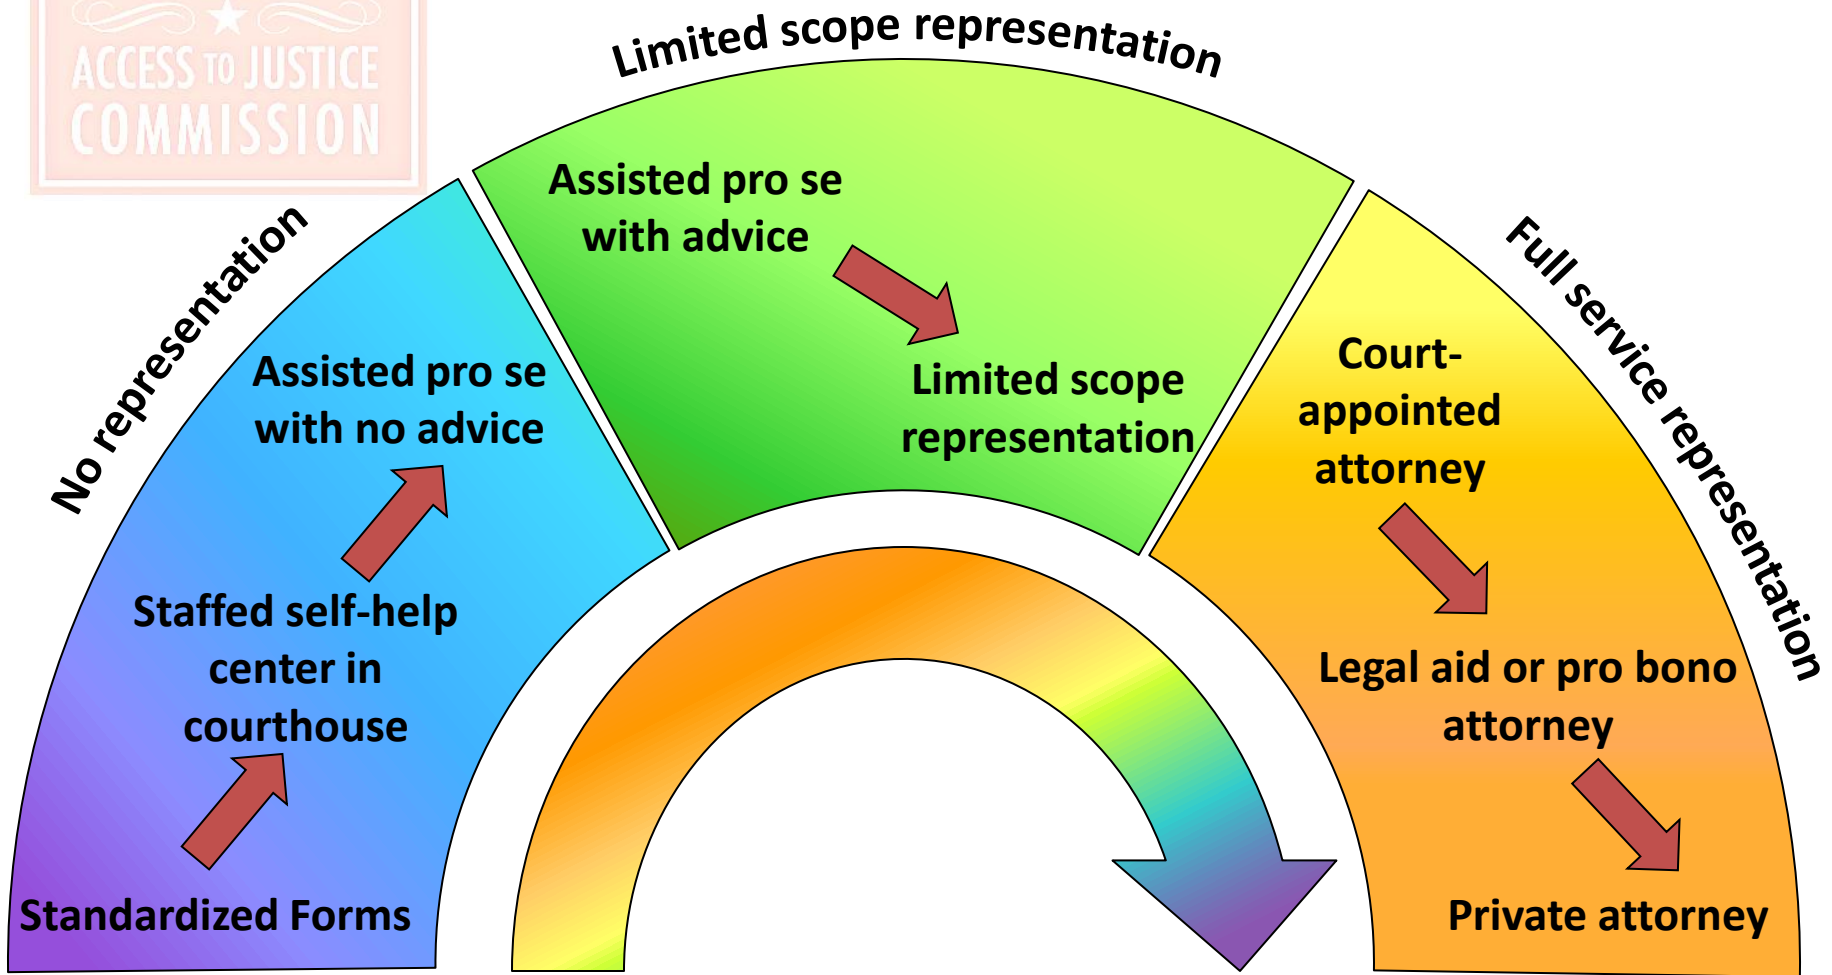 ACCESS TO JUSTICE
COMMISSION
No representation
Standardized Forms
Staffed self-help
center in
courthouse
Assisted pro se
with no advice
Limited scope representation
Assisted pro se
with advice
Limited scope
representation
Full service representation
Court-
appointed
attorney
Legal aid or pro bono
attorney
Private attorney